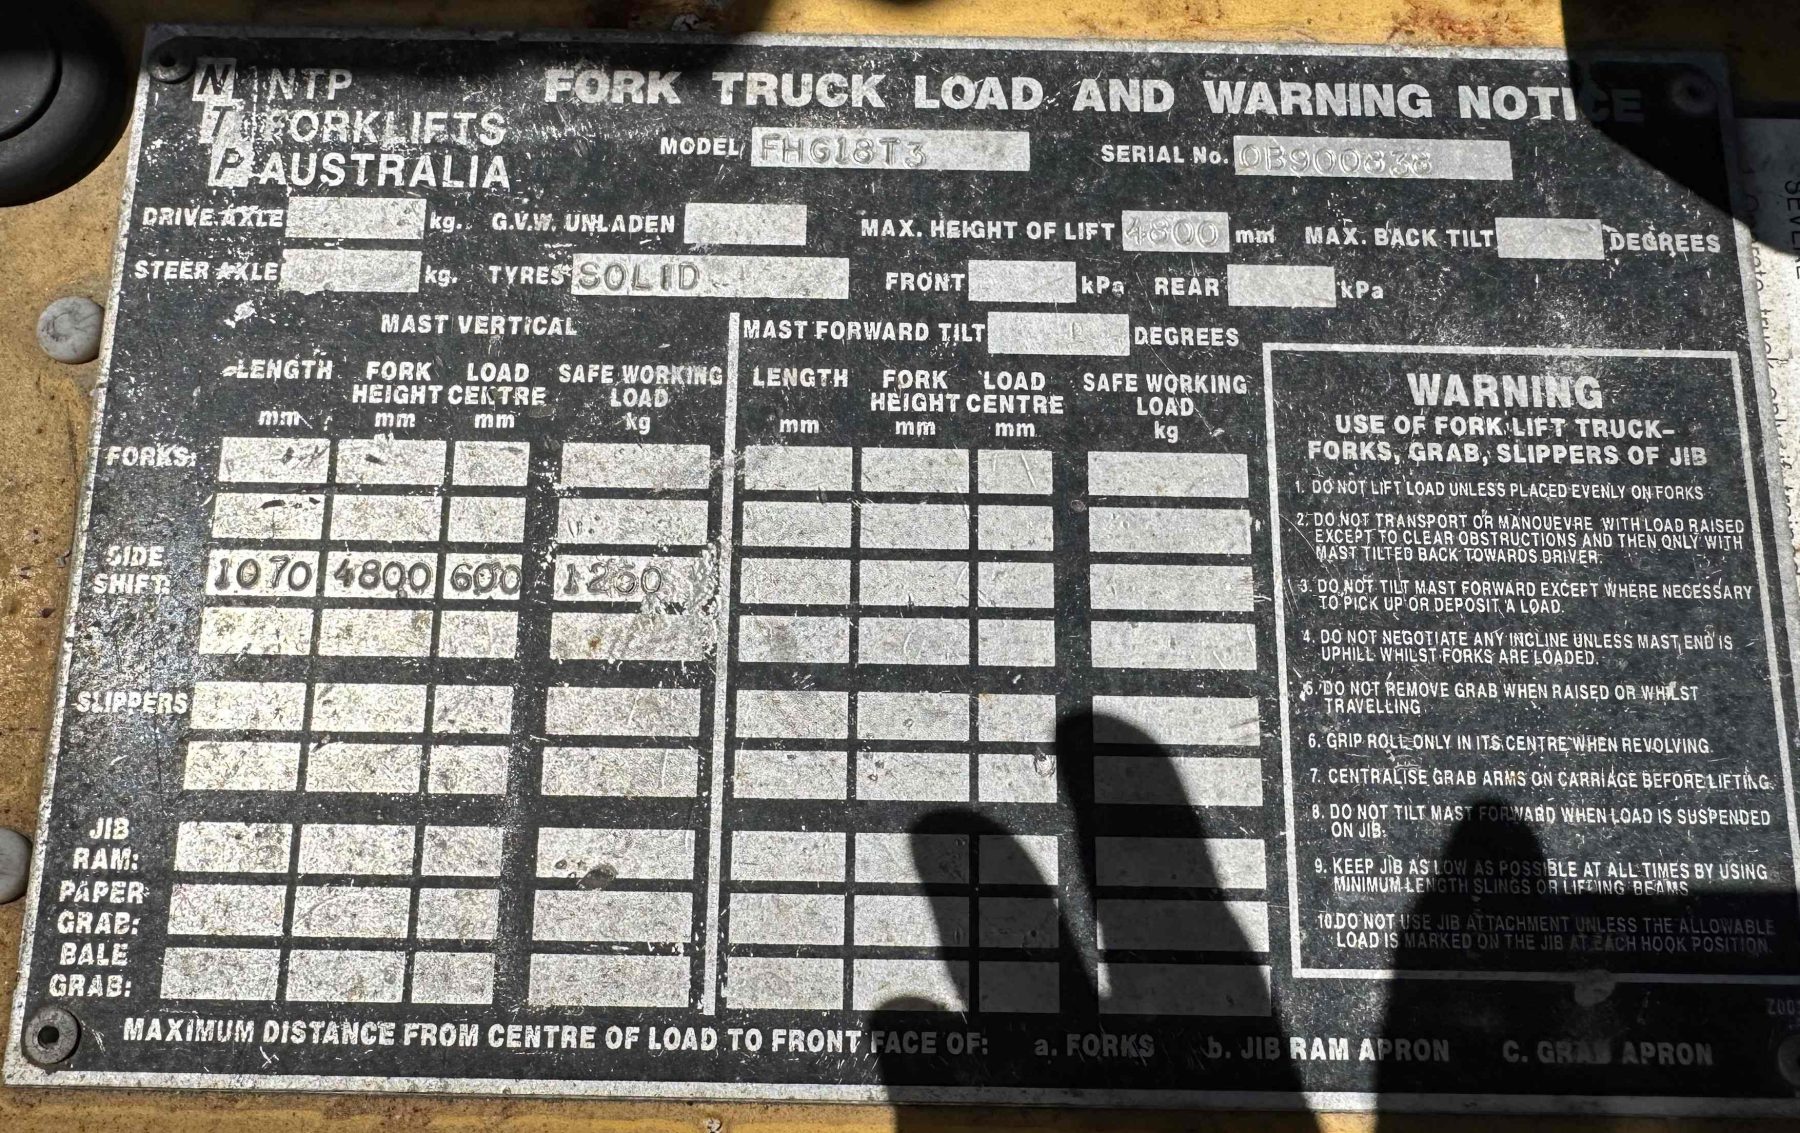 NTP FORKLIFTS AUSTRALIA
FORK TRUCK LOAD AND WARNING NOTICE
MODEL FHG18T3 SERIAL No.
DRIVE AXLE kg. G.V.W. UNLADEN MAX. HEIGHT OF LIFT 4800 mm MAX. BACK TILT DEGREES
STEER AXLE kg. TYRES SOLID FRONT kPa REAR kPa
MAST VERTICAL
LENGTH mm FORK HEIGHT mm LOAD CENTRE mm SAFE WORKING LOAD kg
MAST FORWARD TILT DEGREES
LENGTH mm FORK HEIGHT mm LOAD CENTRE mm SAFE WORKING LOAD kg
FORKS:
SIDE SHIFT: 1070 4800 600
SLIPPERS
JIB RAM:
PAPER GRAB:
BALE GRAB:
WARNING
USE OF FORK LIFT TRUCK-
FORKS, GRAB, SLIPPERS OF JIB
1. DO NOT LIFT LOAD UNLESS PLACED EVENLY ON FORKS
2. DO NOT TRANSPORT OR MANOUEVRE WITH LOAD RAISED
EXCEPT TO CLEAR OBSTRUCTIONS AND THEN ONLY WITH
MAST TILTED BACK TOWARDS DRIVER.
3. DO NOT TILT MAST FORWARD EXCEPT WHERE NECESSARY
TO PICK UP OR DEPOSIT A LOAD.
4. DO NOT NEGOTIATE ANY INCLINE UNLESS MAST END IS
UPHILL WHILST FORKS ARE LOADED.
5. DO NOT REMOVE GRAB WHEN RAISED OR WHILST
TRAVELLING
6. GRIP ROLL ONLY IN ITS CENTRE WHEN REVOLVING.
7. CENTRALISE GRAB ARMS ON CARRIAGE BEFORE LIFTING.
8. DO NOT TILT MAST FORWARD WHEN LOAD IS SUSPENDED
ON JIB.
9. KEEP JIB AS LOW AS POSSIBLE AT ALL TIMES BY USING
MINIMUM LENGTH SLINGS OR LIFTING BEAMS
10. DO NOT USE JIB ATTACHMENT UNLESS THE ALLOWABLE
LOAD IS MARKED ON THE JIB AT EACH HOOK POSITION.
MAXIMUM DISTANCE FROM CENTRE OF LOAD TO FRONT FACE OF: a. FORKS b. JIB RAM APRON C. GRAB APRON